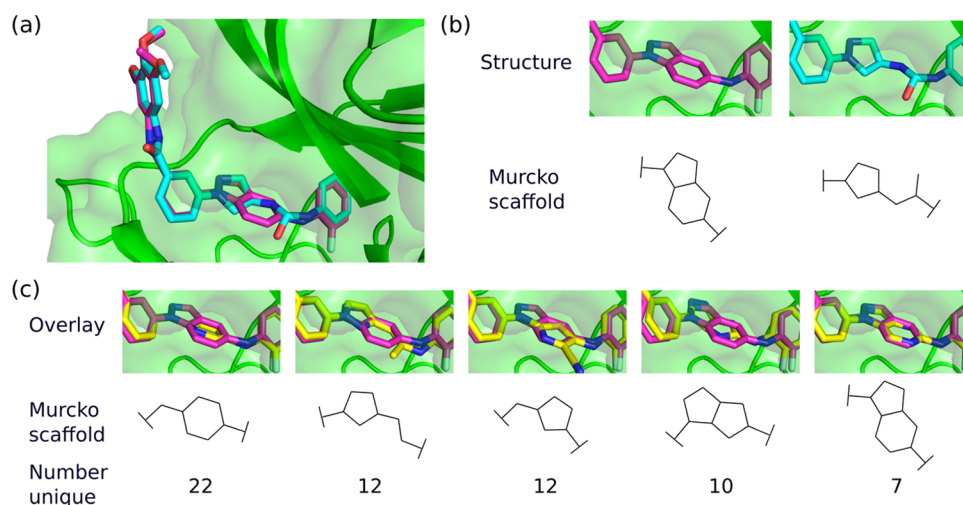 (a)
(b)
Structure
Murcko
scaffold
(c)
Overlay
Murcko
scaffold
Number
unique
22 12 12 10 7